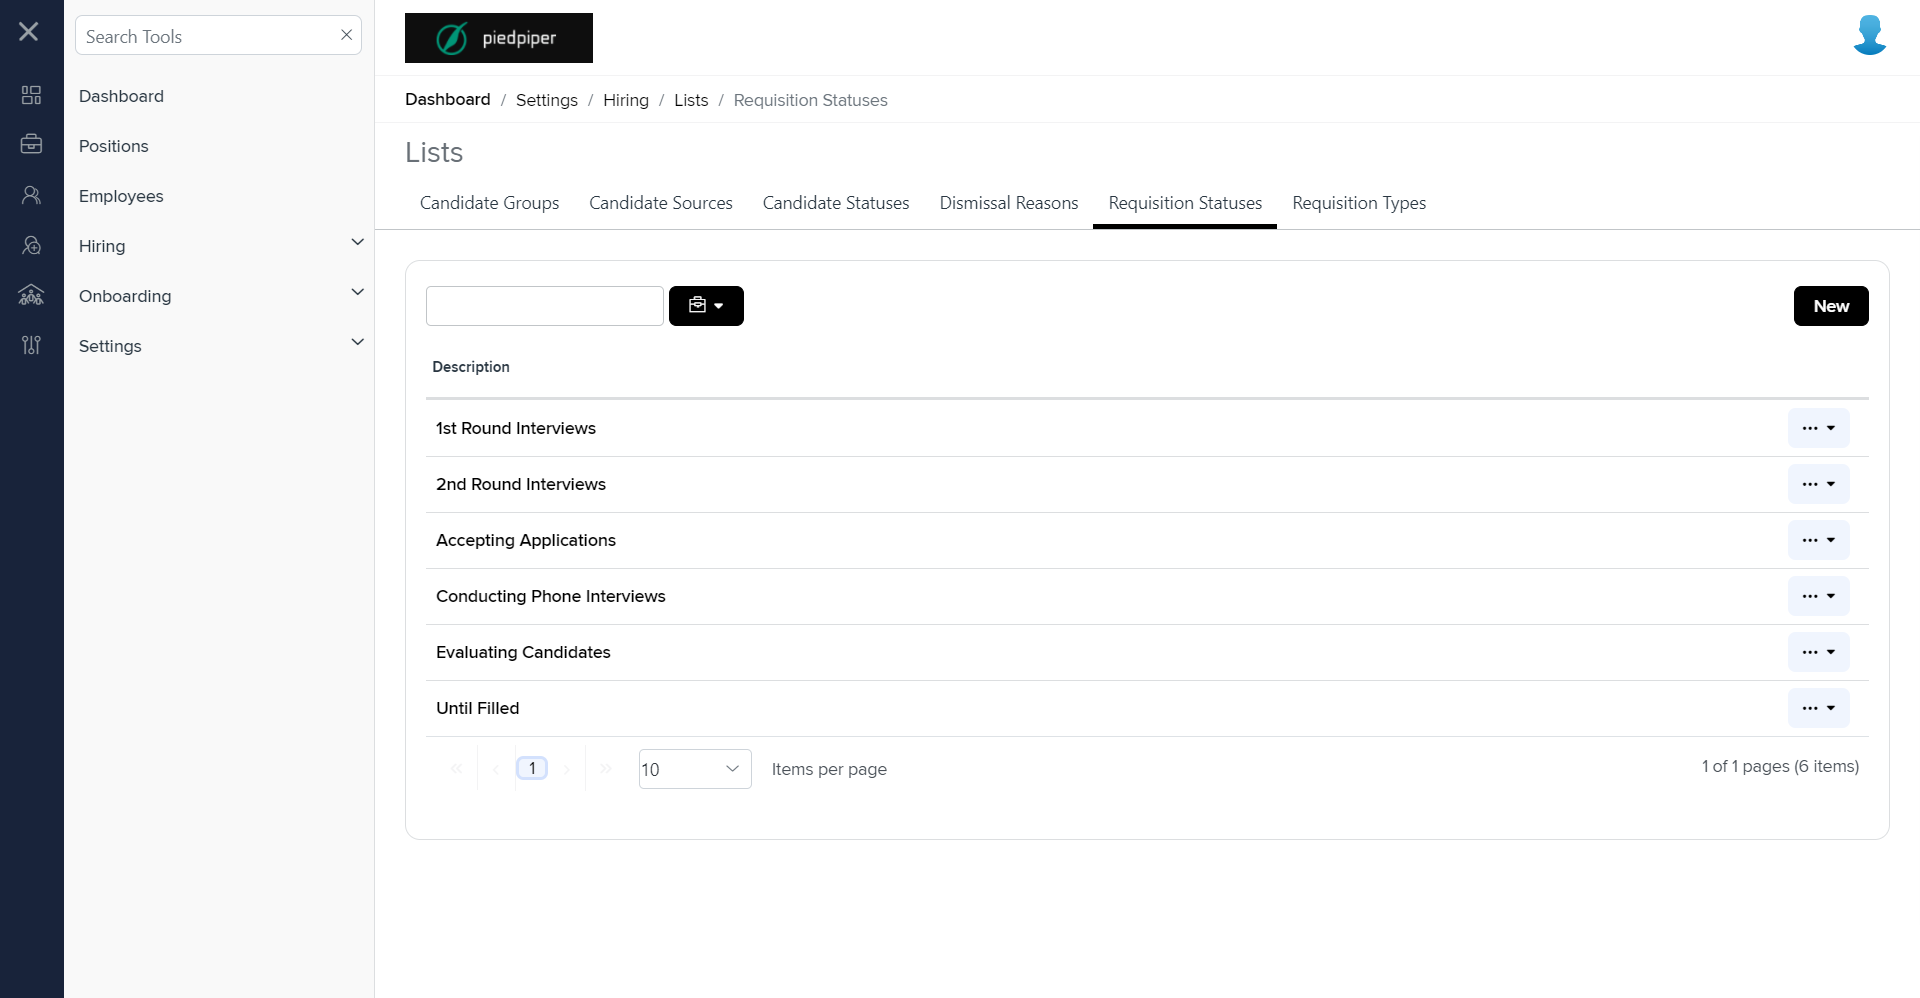 Search Tools
Dashboard
Positions
Employees
Hiring
Onboarding
Settings
piedpiper
Dashboard / Settings / Hiring / Lists / Requisition Statuses
Lists
Candidate Groups Candidate Sources Candidate Statuses Dismissal Reasons Requisition Statuses Requisition Types
New
Description
1st Round Interviews
2nd Round Interviews
Accepting Applications
Conducting Phone Interviews
Evaluating Candidates
Until Filled
1 10 Items per page 1 of 1 pages (6 items)